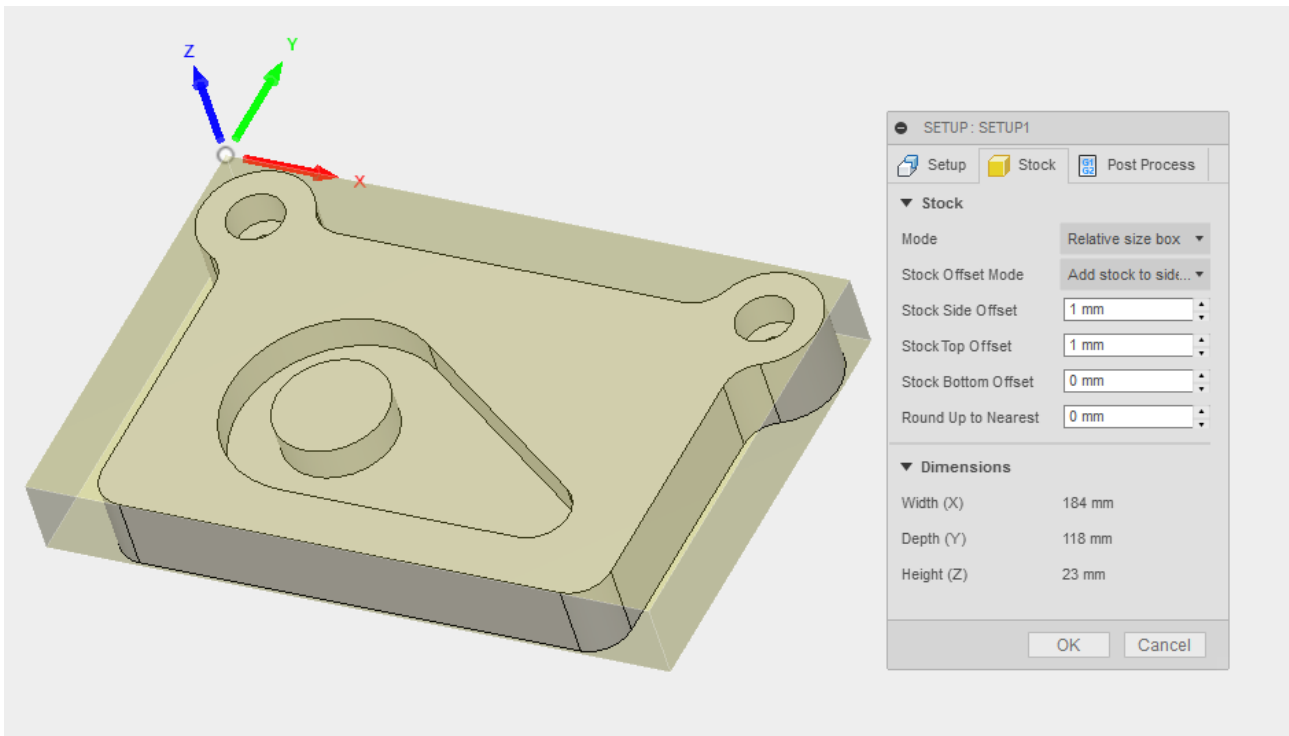 Z
Y
X
SETUP : SETUP1
Setup Stock G1 G2 Post Process
Stock
Mode Relative size box
Stock Offset Mode Add stock to side...
Stock Side Offset 1 mm
Stock Top Offset 1 mm
Stock Bottom Offset 0 mm
Round Up to Nearest 0 mm
Dimensions
Width (X) 184 mm
Depth (Y) 118 mm
Height (Z) 23 mm
OK Cancel